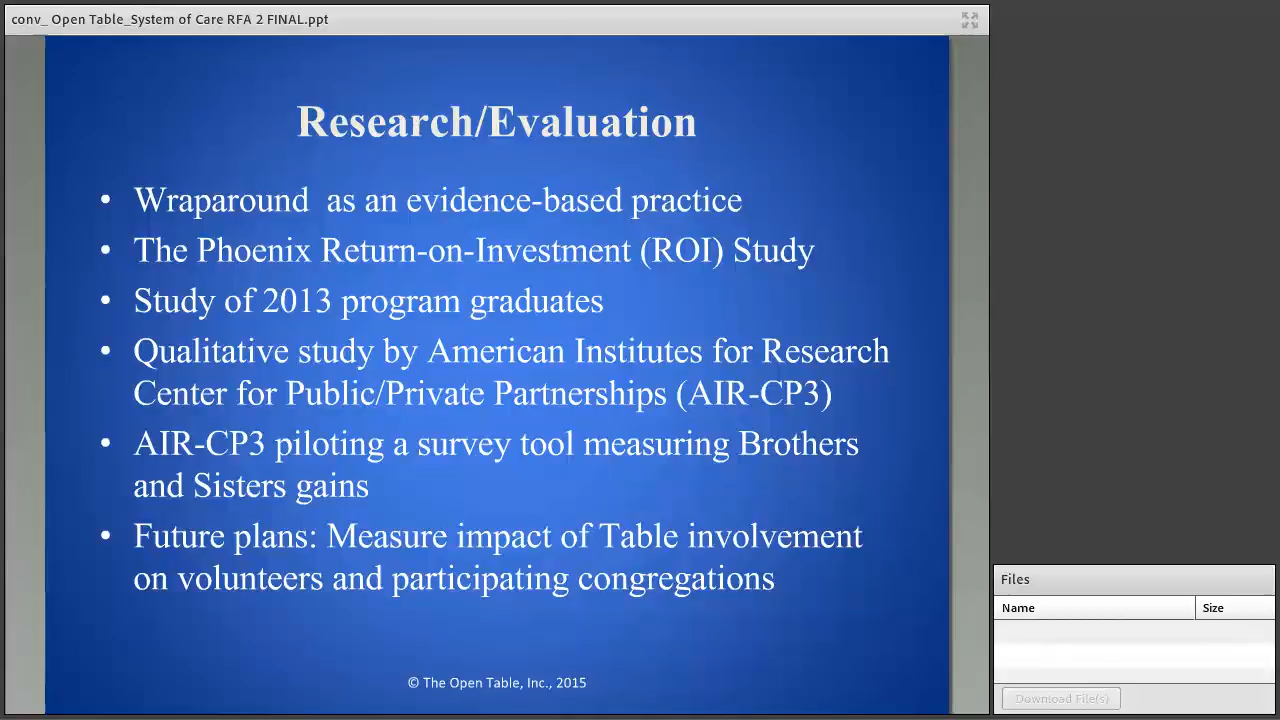 conv_ Open Table_System of Care RFA 2 FINAL.ppt
Research/Evaluation
• Wraparound  as an evidence-based practice
• The Phoenix Return-on-Investment (ROI) Study
• Study of 2013 program graduates
• Qualitative study by American Institutes for Research
Center for Public/Private Partnerships (AIR-CP3)
• AIR-CP3 piloting a survey tool measuring Brothers
and Sisters gains
• Future plans: Measure impact of Table involvement
on volunteers and participating congregations
© The Open Table, Inc., 2015
Files
Name Size
Download File(s)